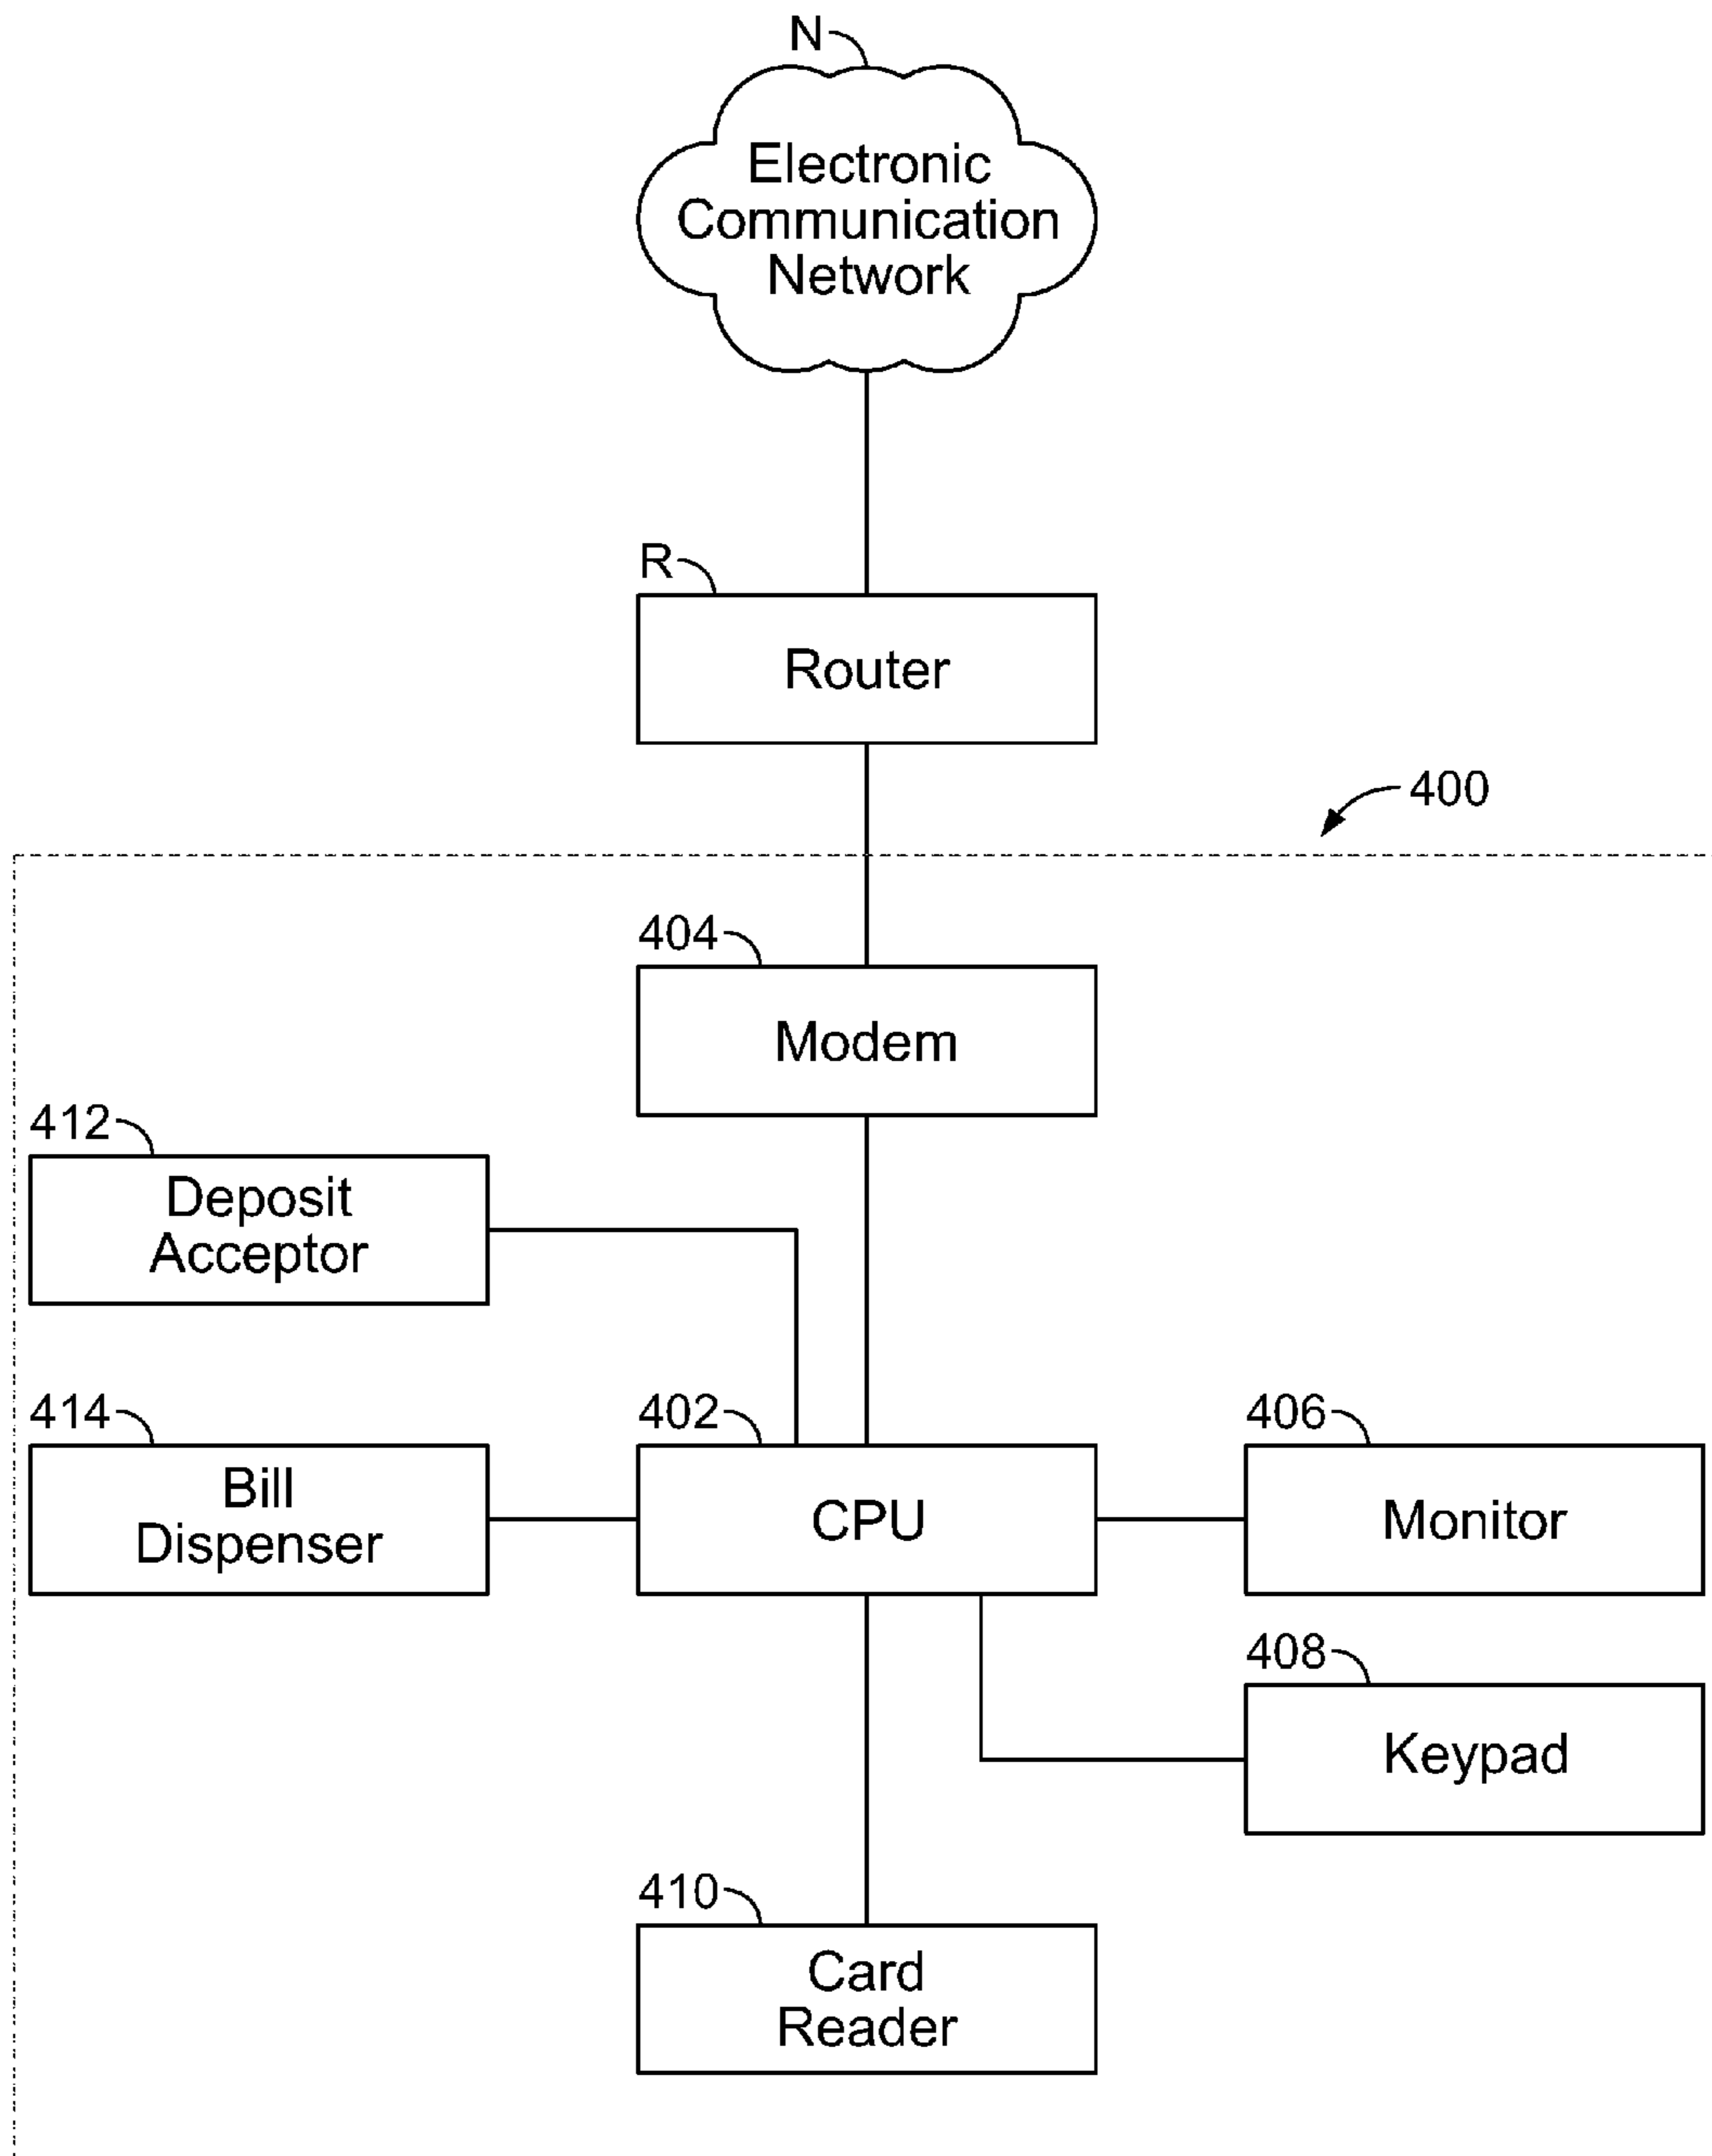 N
Electronic
Communication
Network
R
Router
400
404
Modem
412
Deposit
Acceptor
414
Bill
Dispenser
402
CPU
406
Monitor
408
Keypad
410
Card
Reader